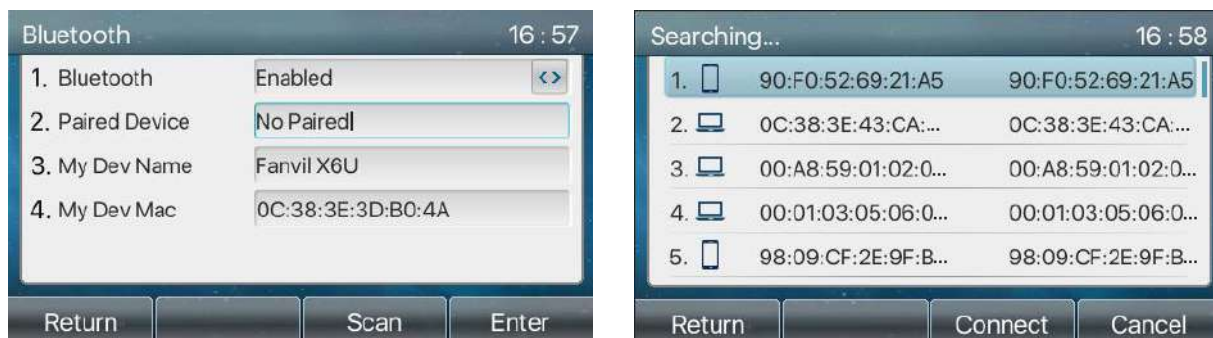 Bluetooth 16:57
1. Bluetooth Enabled <>
2. Paired Device No Paired
3. My Dev Name Fanvil X6U
4. My Dev Mac 0C:38:3E:3D:B0:4A
Return Scan Enter
Searching... 16:58
1. 90:F0:52:69:21:A5 90:F0:52:69:21:A5
2. 0C:38:3E:43:CA:... 0C:38:3E:43:CA:...
3. 00:A8:59:01:02:0... 00:A8:59:01:02:0...
4. 00:01:03:05:06:0... 00:01:03:05:06:0...
5. 98:09:CF:2E:9F:B... 98:09:CF:2E:9F:B...
Return Connect Cancel